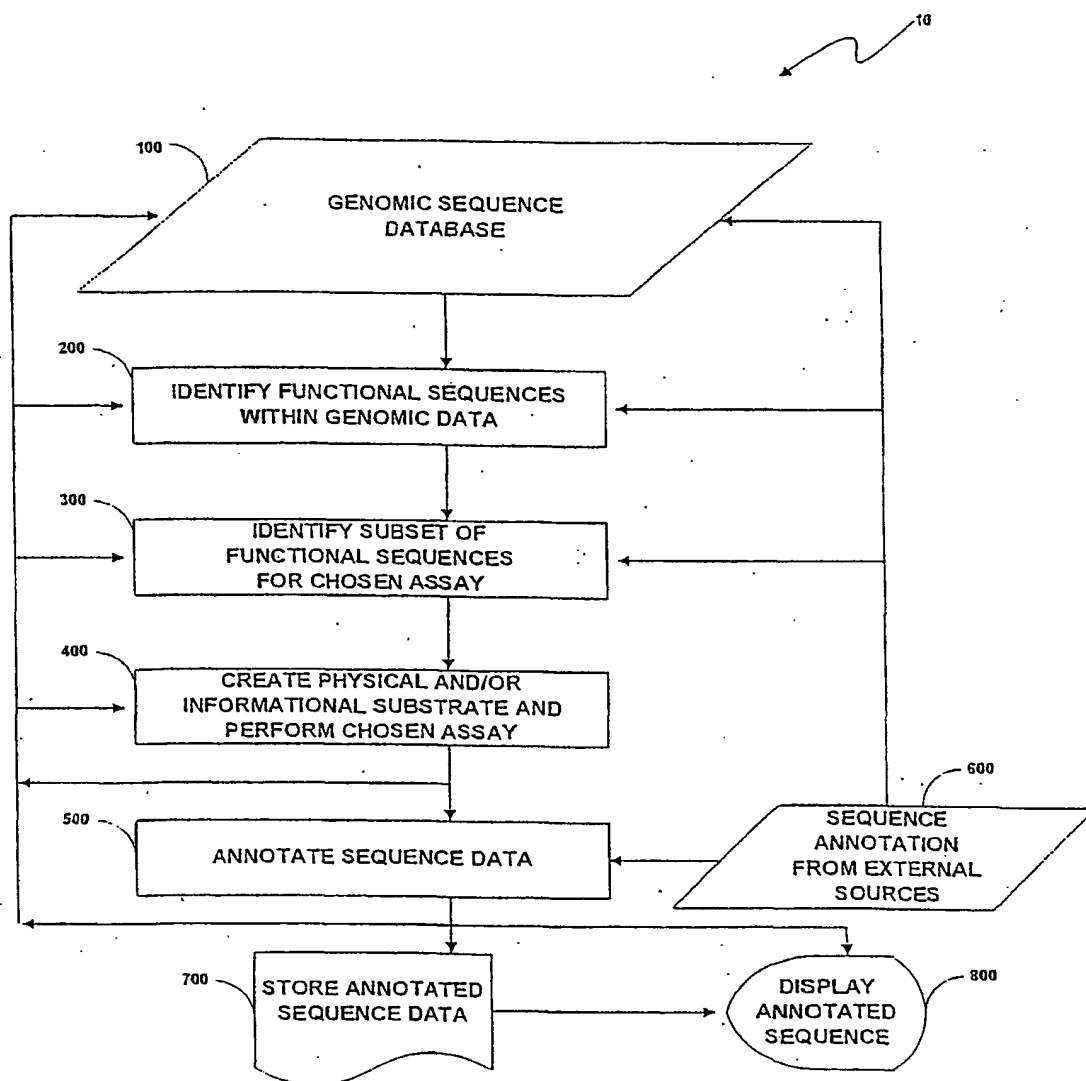 10
100
GENOMIC SEQUENCE
DATABASE
200
IDENTIFY FUNCTIONAL SEQUENCES
WITHIN GENOMIC DATA
300
IDENTIFY SUBSET OF
FUNCTIONAL SEQUENCES
FOR CHOSEN ASSAY
400
CREATE PHYSICAL AND/OR
INFORMATIONAL SUBSTRATE AND
PERFORM CHOSEN ASSAY
500
ANNOTATE SEQUENCE DATA
600
SEQUENCE
ANNOTATION
FROM EXTERNAL
SOURCES
700
STORE ANNOTATED
SEQUENCE DATA
DISPLAY
ANNOTATED
SEQUENCE
800